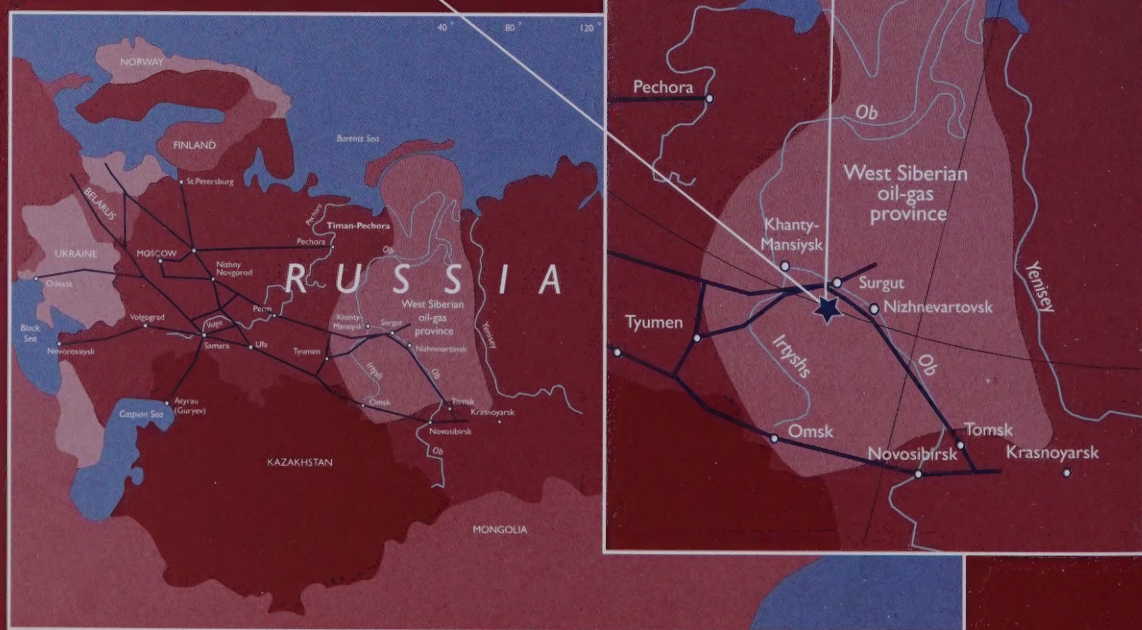 40° 80° 120°
NORWAY
FINLAND
Barents Sea
St.Petersburg
BELARUS
Pechora
Timan-Pechora
Pechora
Ob
UKRAINE
MOSCOW
Nizhny
Novgorod
Odessa
RUSSIA
Perm
West Siberian
oil-gas
province
Khanty-
Mansiysk
Surgut
Nizhnevartovsk
Yenisey
Black
Sea
Volgograd
Volga
Novorossiysk
Samara
Ufa
Tyumen
Irtysh
Ob
Omsk
Tomsk
Krasnoyarsk
Novosibirsk
Ob
Caspian Sea
Atyrau
(Guryev)
KAZAKHSTAN
MONGOLIA
Pechora
Ob
West Siberian
oil-gas
province
Khanty-
Mansiysk
Surgut
Nizhnevartovsk
Yenisey
Tyumen
Irtyshs
Ob
Omsk
Tomsk
Novosibirsk
Krasnoyarsk